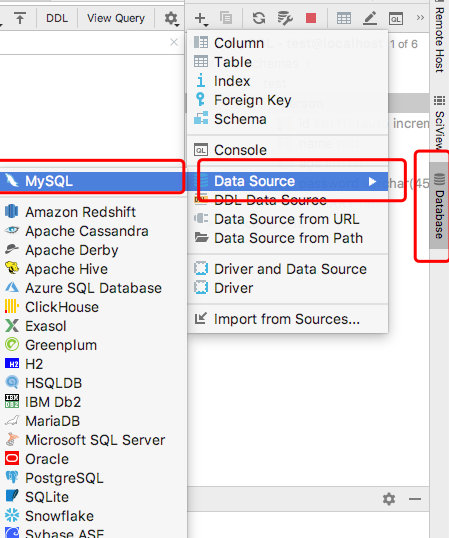 DDL
View Query
1 of 6
Column
Table
Index
Foreign Key
Schema
QL
Console
Data Source
DDL Data Source
Data Source from URL
Data Source from Path
Driver and Data Source
Driver
Import from Sources...
MySQL
Amazon Redshift
Apache Cassandra
Apache Derby
Apache Hive
Azure SQL Database
ClickHouse
Exasol
Greenplum
H2
H2
HSQLDB
IBM Db2
MariaDB
Microsoft SQL Server
Oracle
PostgreSQL
SQLite
Snowflake
Sybase ASE
QL
Remote Host
SciView
Database